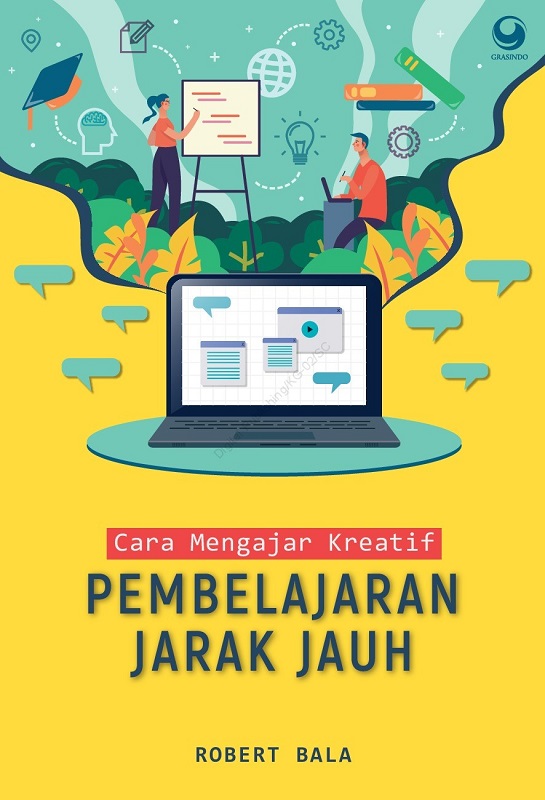 GRASINDO
Cara Mengajar Kreatif
PEMBELAJARAN
JARAK JAUH
ROBERT BALA